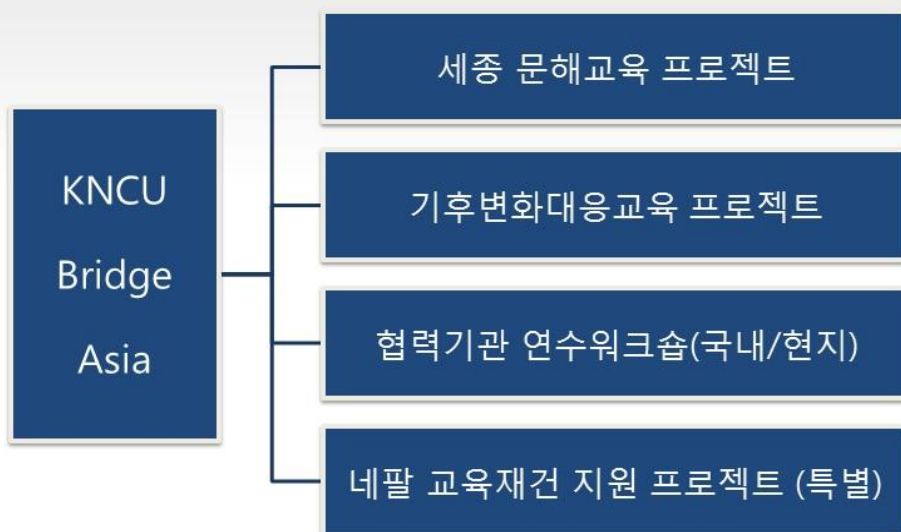 KNCU
Bridge
Asia
세종 문해교육 프로젝트
기후변화대응교육 프로젝트
협력기관 연수워크숍(국내/현지)
네팔 교육재건 지원 프로젝트 (특별)